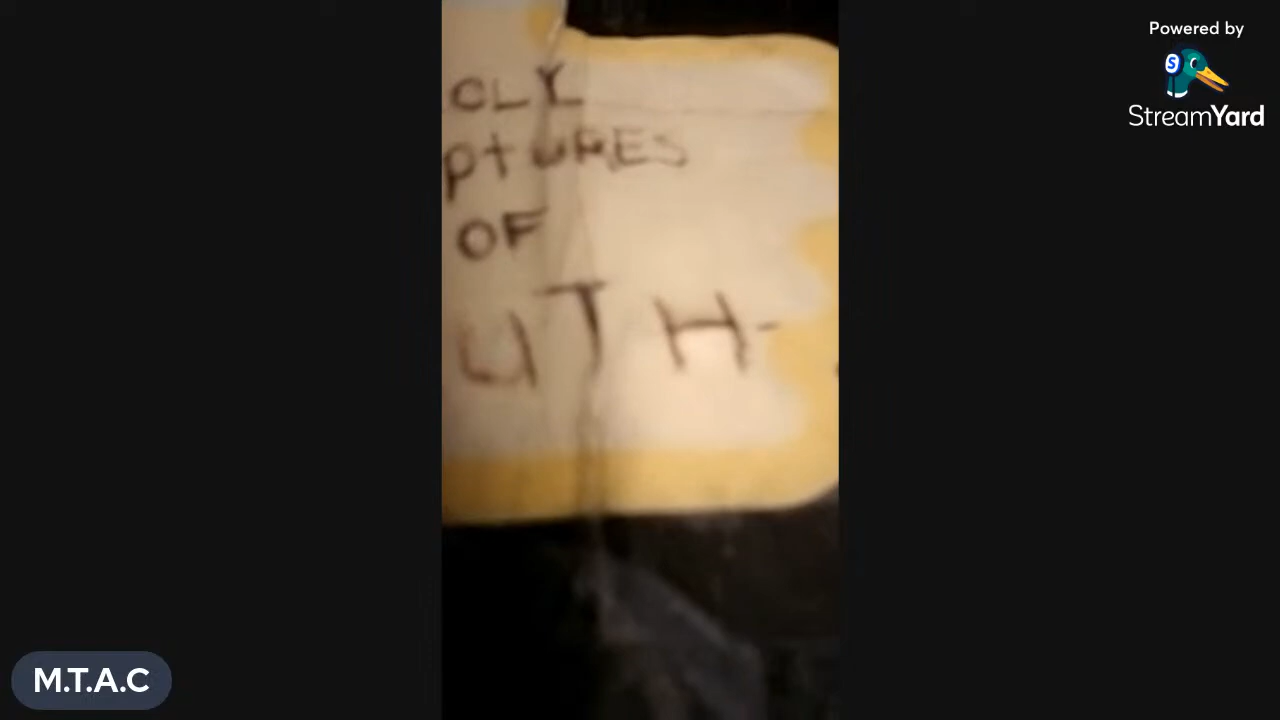 OLY
ptURES
OF
UTH-
Powered by
StreamYard
M.T.A.C